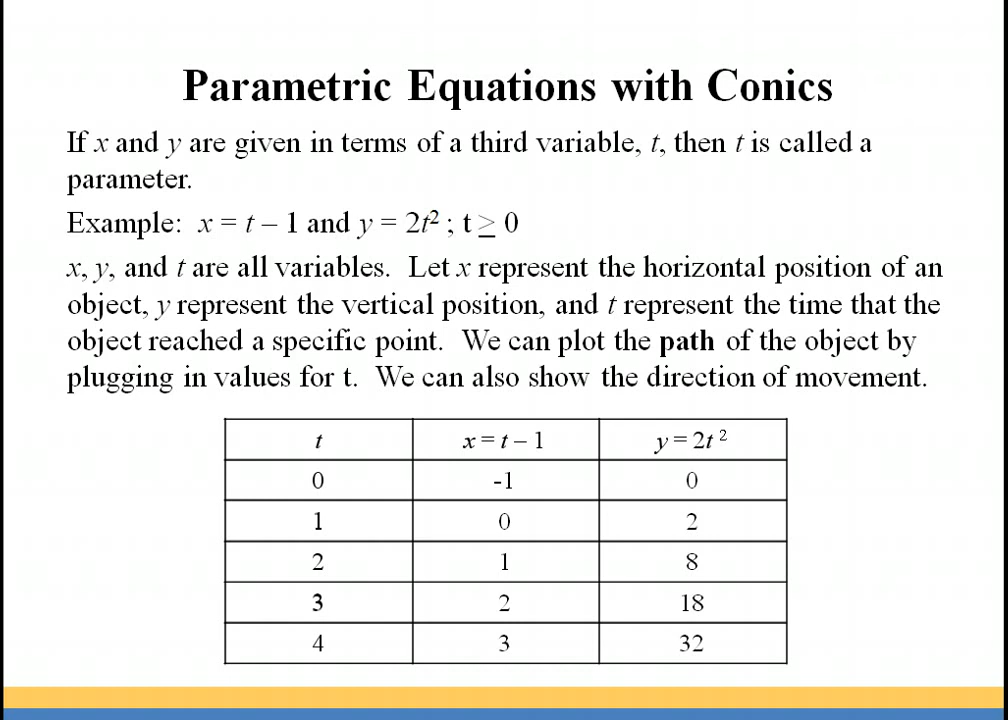 Parametric Equations with Conics
If x and y are given in terms of a third variable, t, then t is called a
parameter.
Example: x = t – 1 and y = 2t² ; t ≥ 0
x, y, and t are all variables. Let x represent the horizontal position of an
object, y represent the vertical position, and t represent the time that the
object reached a specific point. We can plot the path of the object by
plugging in values for t. We can also show the direction of movement.
t x = t – 1 y = 2t ²
0 -1 0
1 0 2
2 1 8
3 2 18
4 3 32